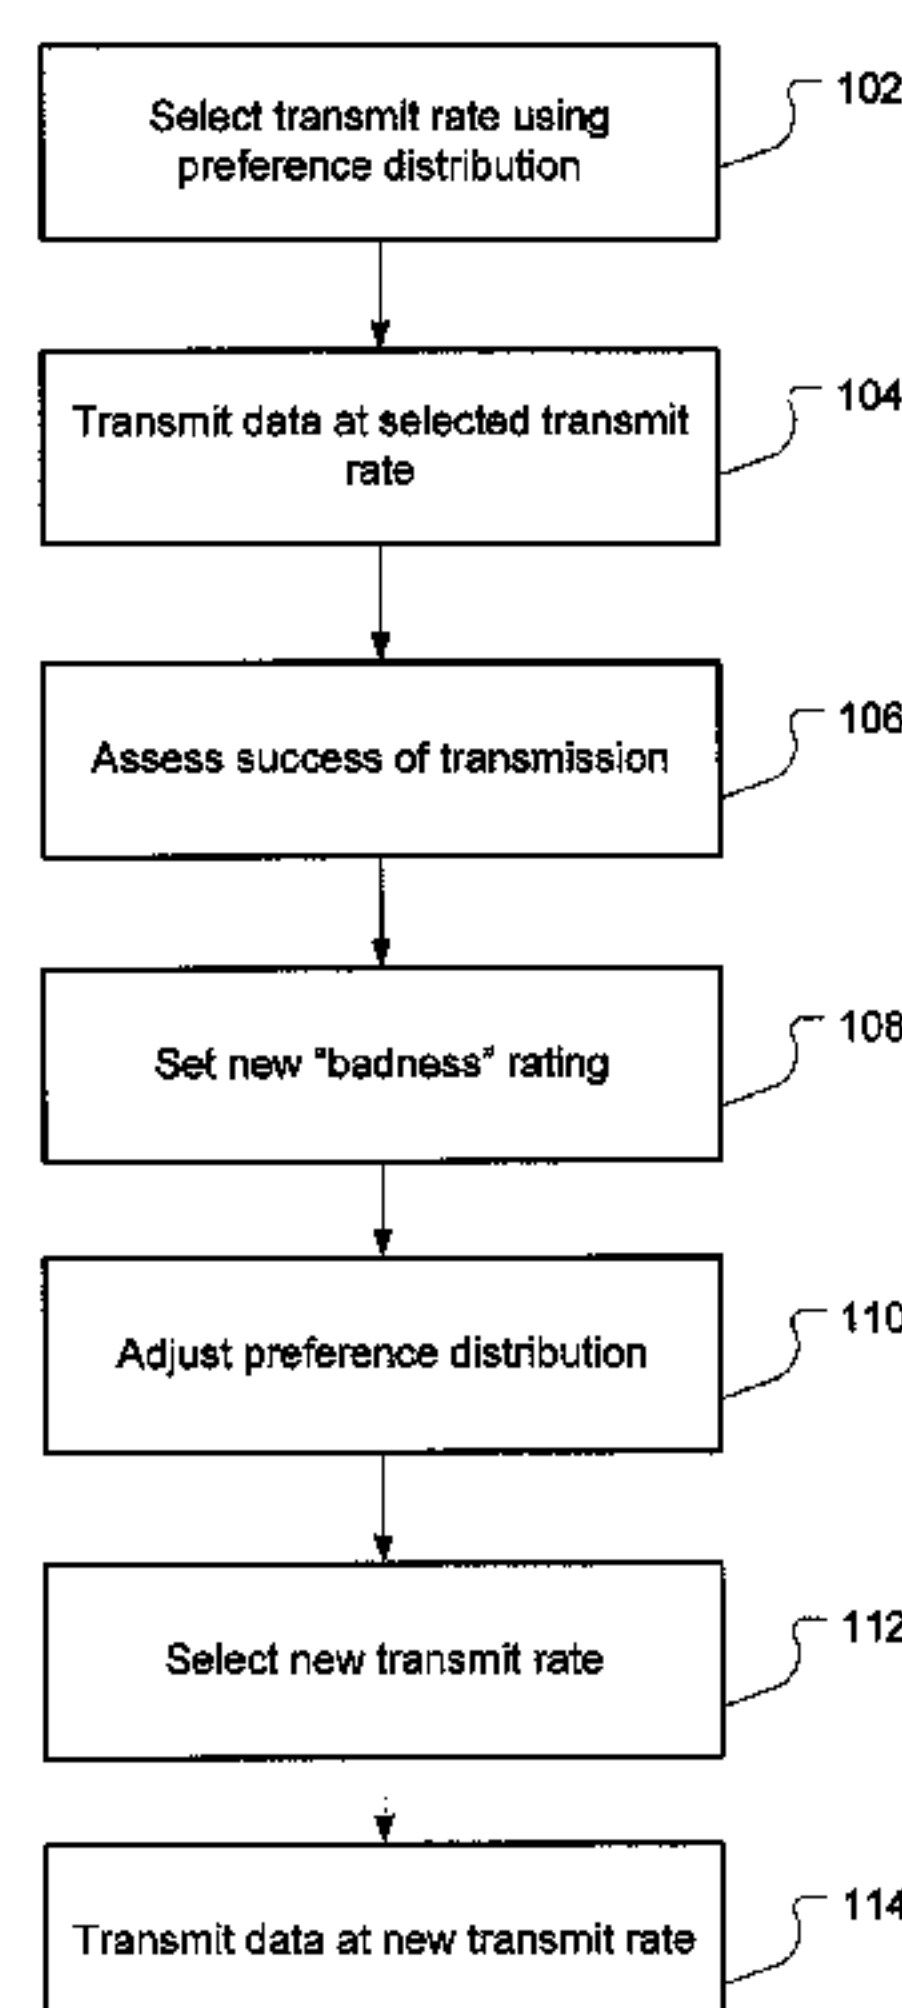 Select transmit rate using
preference distribution
102
Transmit data at selected transmit
rate
104
Assess success of transmission
106
Set new "badness" rating
108
Adjust preference distribution
110
Select new transmit rate
112
Transmit data at new transmit rate
114